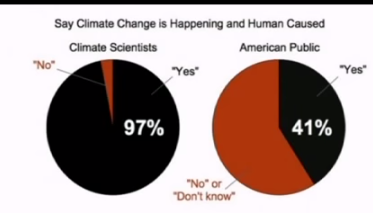 Say Climate Change is Happening and Human Caused
Climate Scientists
American Public
"No"
"Yes"
"Yes"
97%
41%
"No" or
"Don't know"